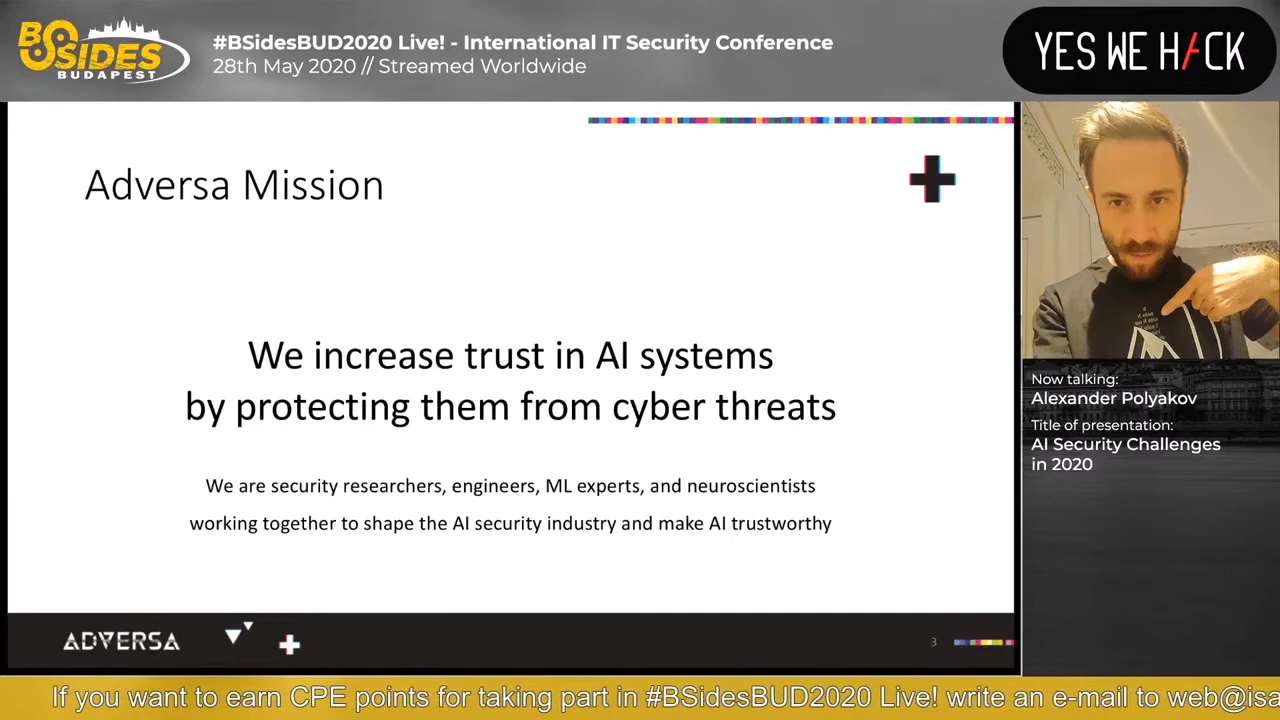 BSIDES
BUDAPEST
#BSidesBUD2020 Live! - International IT Security Conference
28th May 2020 // Streamed Worldwide
YES WE H/CK
Adversa Mission
We increase trust in AI systems
by protecting them from cyber threats
We are security researchers, engineers, ML experts, and neuroscientists
working together to shape the AI security industry and make AI trustworthy
ADVERSA
3
Now talking:
Alexander Polyakov
Title of presentation:
AI Security Challenges
in 2020
If you want to earn CPE points for taking part in #BSidesBUD2020 Live! write an e-mail to web@isa